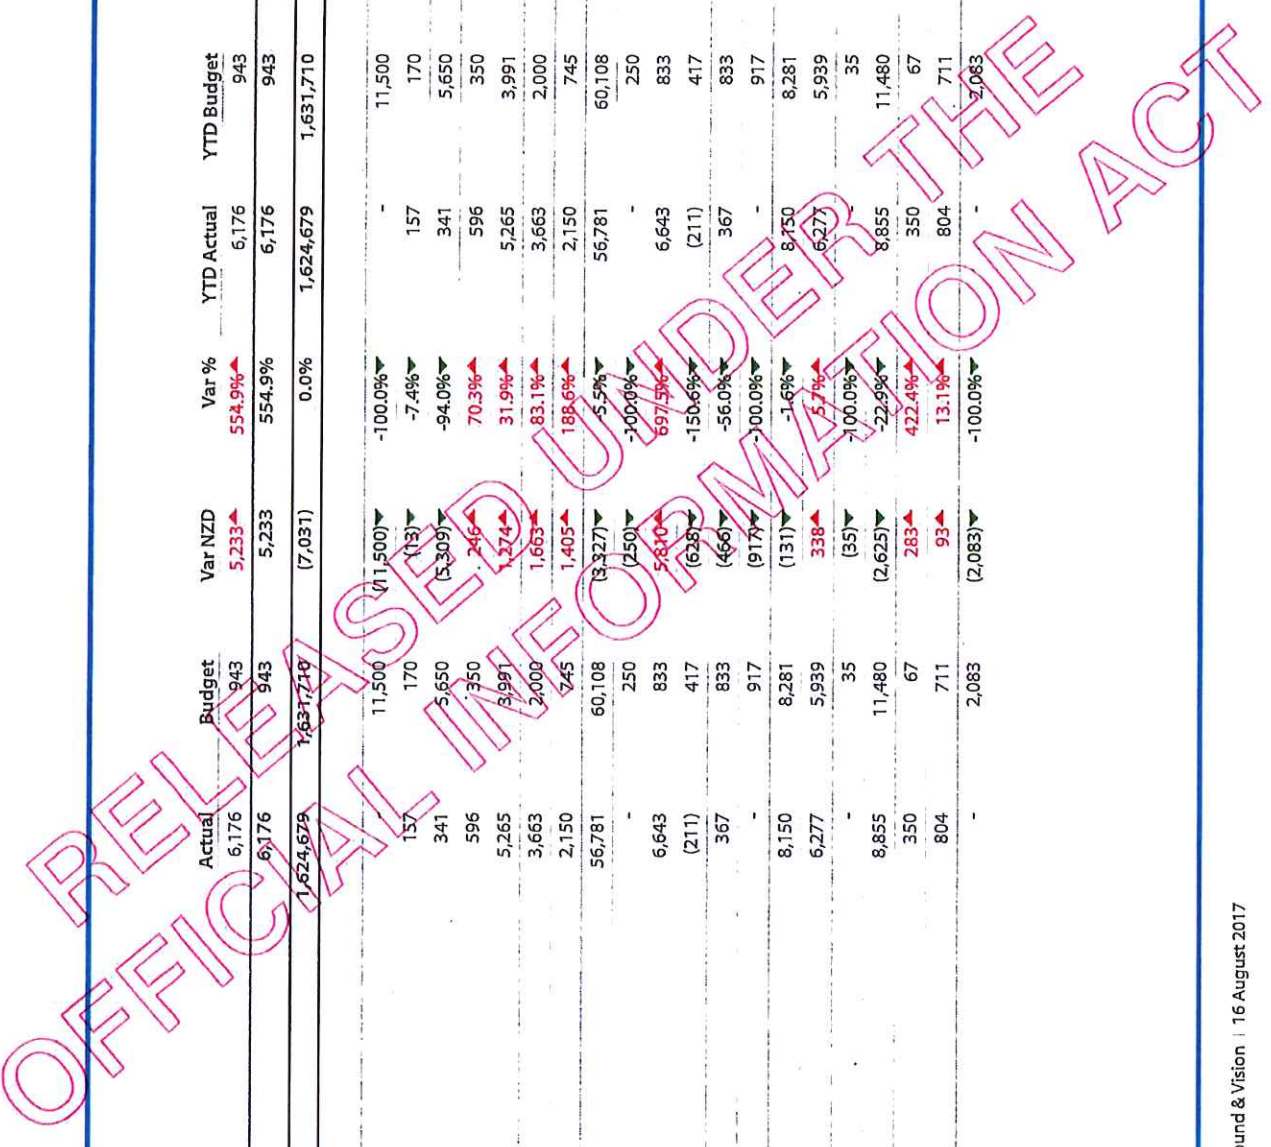 Actual Budget Var NZD Var % YTD Actual YTD Budget
6,176 943 5,233 554.9% 6,176 943
6,176 943 5,233 554.9% 6,176 943
1,624,679 1,631,710 (7,031) 0.0% 1,624,679 1,631,710
- 11,500 (11,500) -100.0% - 11,500
157 170 (13) -7.4% 157 170
341 5,650 (5,309) -94.0% 341 5,650
596 350 246 70.3% 596 350
5,265 3,991 1,274 31.9% 5,265 3,991
3,663 2,000 1,663 83.1% 3,663 2,000
2,150 745 1,405 188.6% 2,150 745
56,781 60,108 (3,327) -5.5% 56,781 60,108
- 250 (250) -100.0% - 250
6,643 833 5,810 697.5% 6,643 833
(211) 417 (628) -150.6% (211) 417
367 833 (466) -56.0% 367 833
- 917 (917) -100.0% - 917
8,150 8,281 (131) -1.6% 8,150 8,281
6,277 5,939 338 5.7% 6,277 5,939
- 35 (35) -100.0% - 35
8,855 11,480 (2,625) -22.9% 8,855 11,480
350 67 283 422.4% 350 67
804 711 93 13.1% 804 711
- 2,083 (2,083) -100.0% - 2,083
RELEASED UNDER THE
OFFICIAL INFORMATION ACT
und & Vision | 16 August 2017